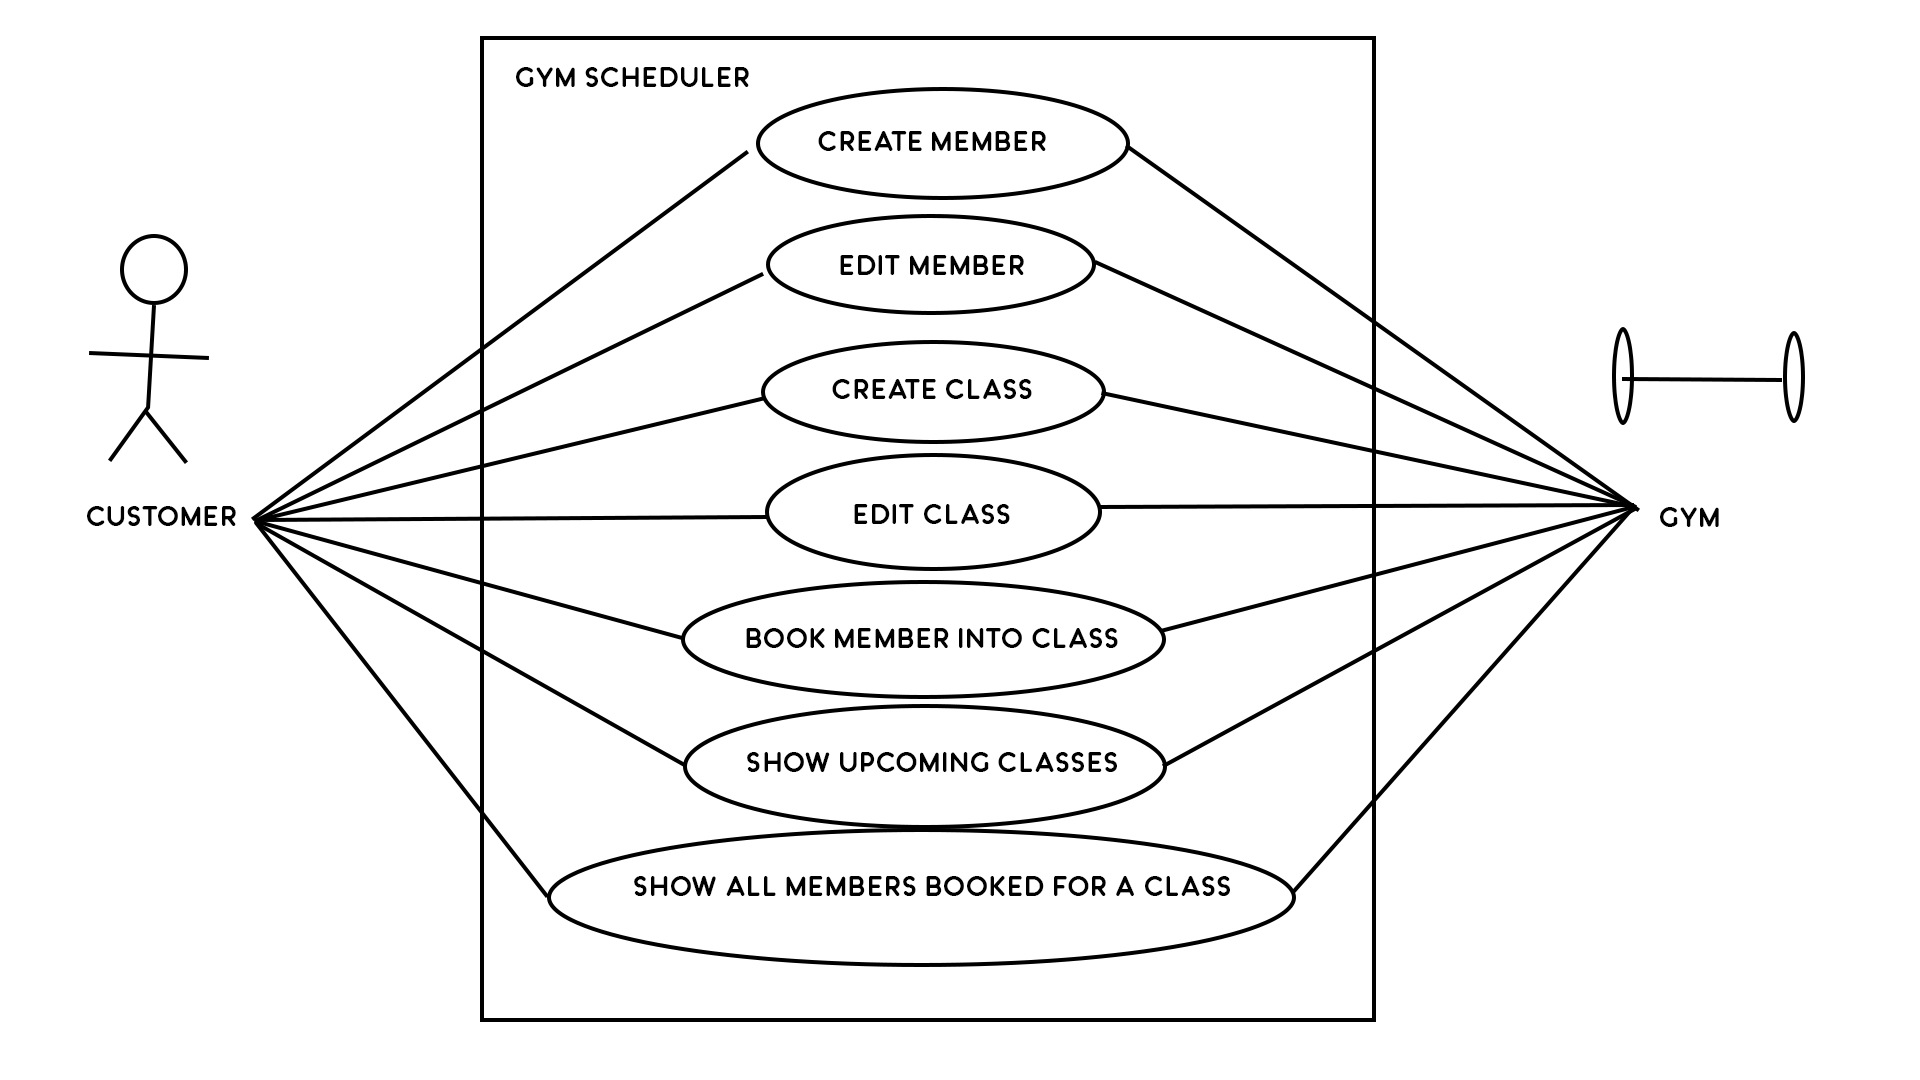 GYM SCHEDULER
CREATE MEMBER
EDIT MEMBER
CREATE CLASS
EDIT CLASS
CUSTOMER
GYM
BOOK MEMBER INTO CLASS
SHOW UPCOMING CLASSES
SHOW ALL MEMBERS BOOKED FOR A CLASS